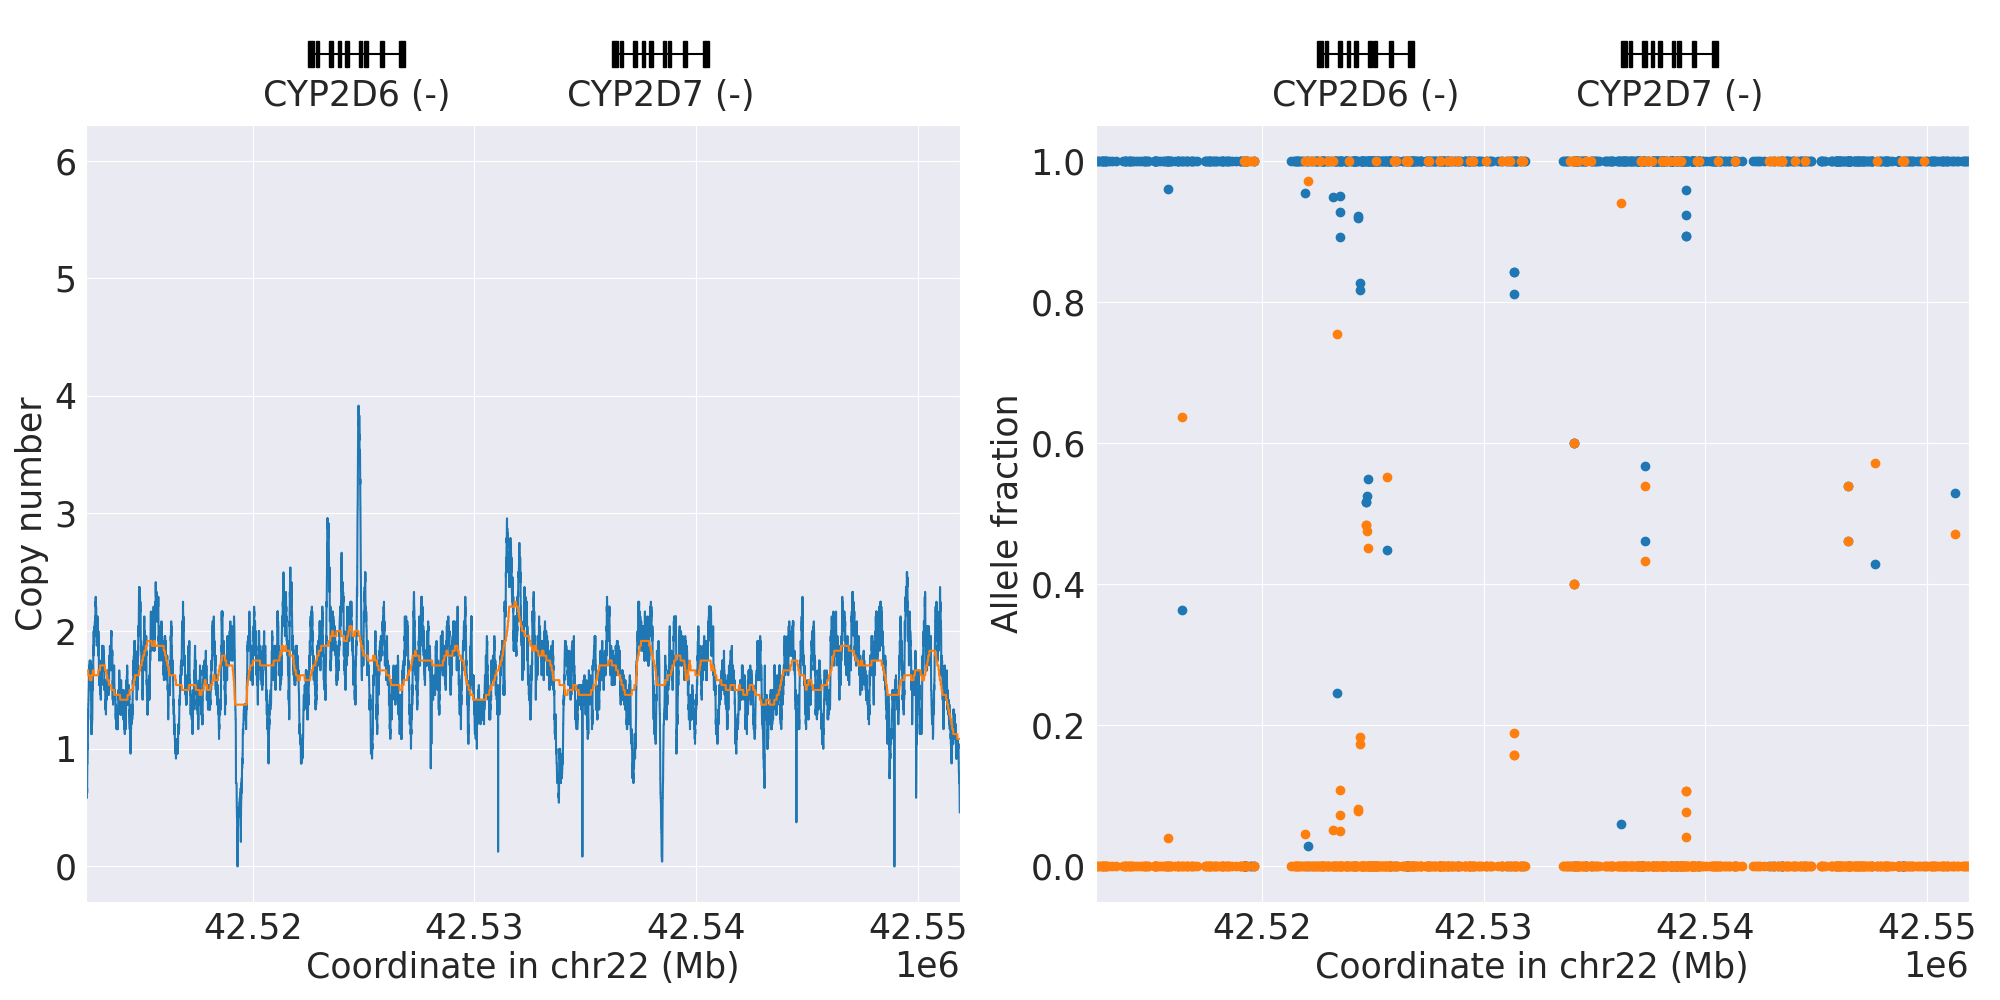 CYP2D6 (-) CYP2D7 (-)
6
5
4
3
2
1
0
Copy number
42.52 42.53 42.54 42.55
Coordinate in chr22 (Mb)
1e6
CYP2D6 (-) CYP2D7 (-)
1.0
0.8
0.6
0.4
0.2
0.0
Allele fraction
42.52 42.53 42.54 42.55
Coordinate in chr22 (Mb)
1e6